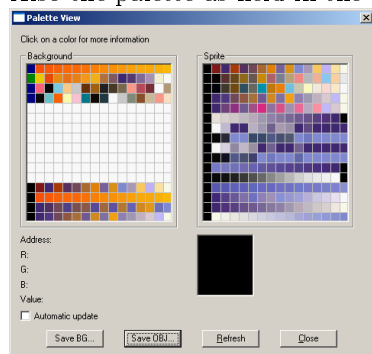 Palette View
Click on a color for more information
Background
Sprite
Address:
R:
G:
B:
Value:
Automatic update
Save BG...
Save OBJ...
Refresh
Close